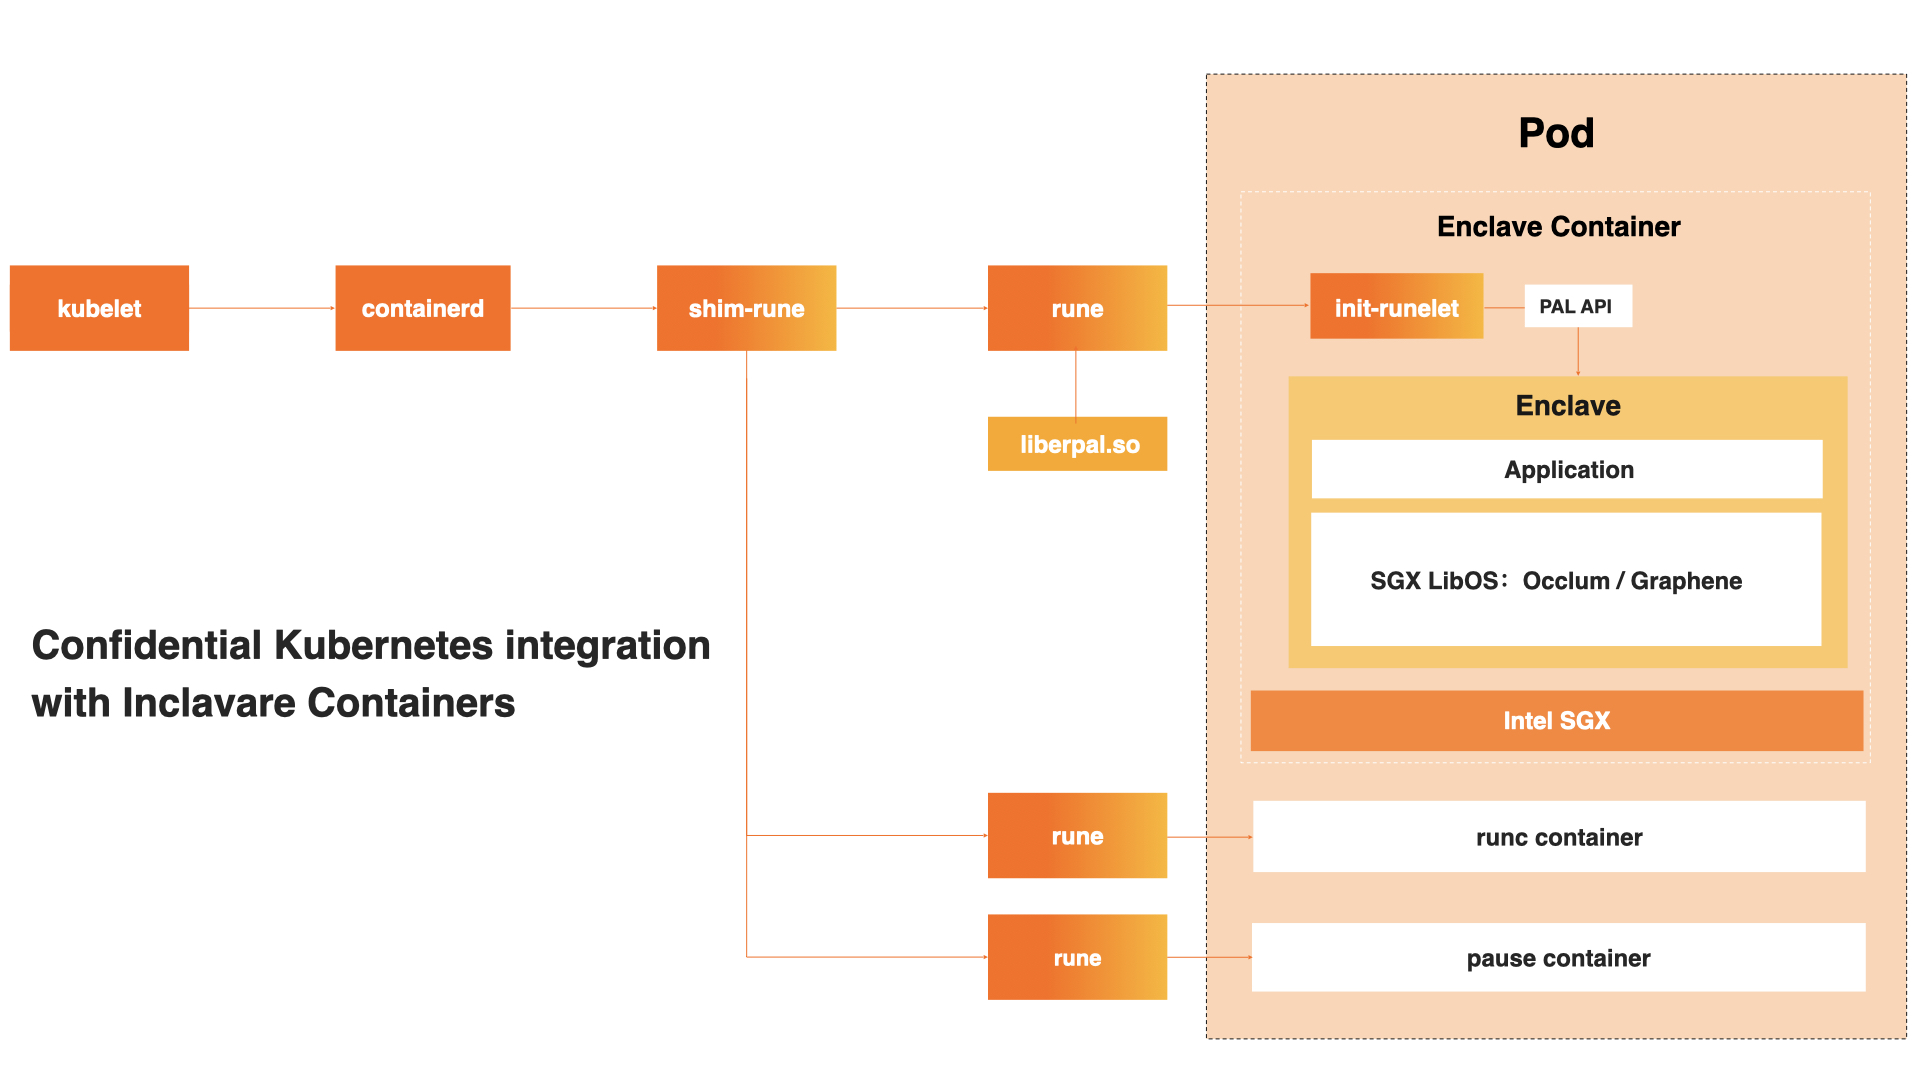 Pod
Enclave Container
kubelet
containerd
shim-rune
rune
init-runelet
PAL API
liberpal.so
Enclave
Application
SGX LibOS：Occlum / Graphene
Intel SGX
Confidential Kubernetes integration
with Inclavare Containers
rune
runc container
rune
pause container